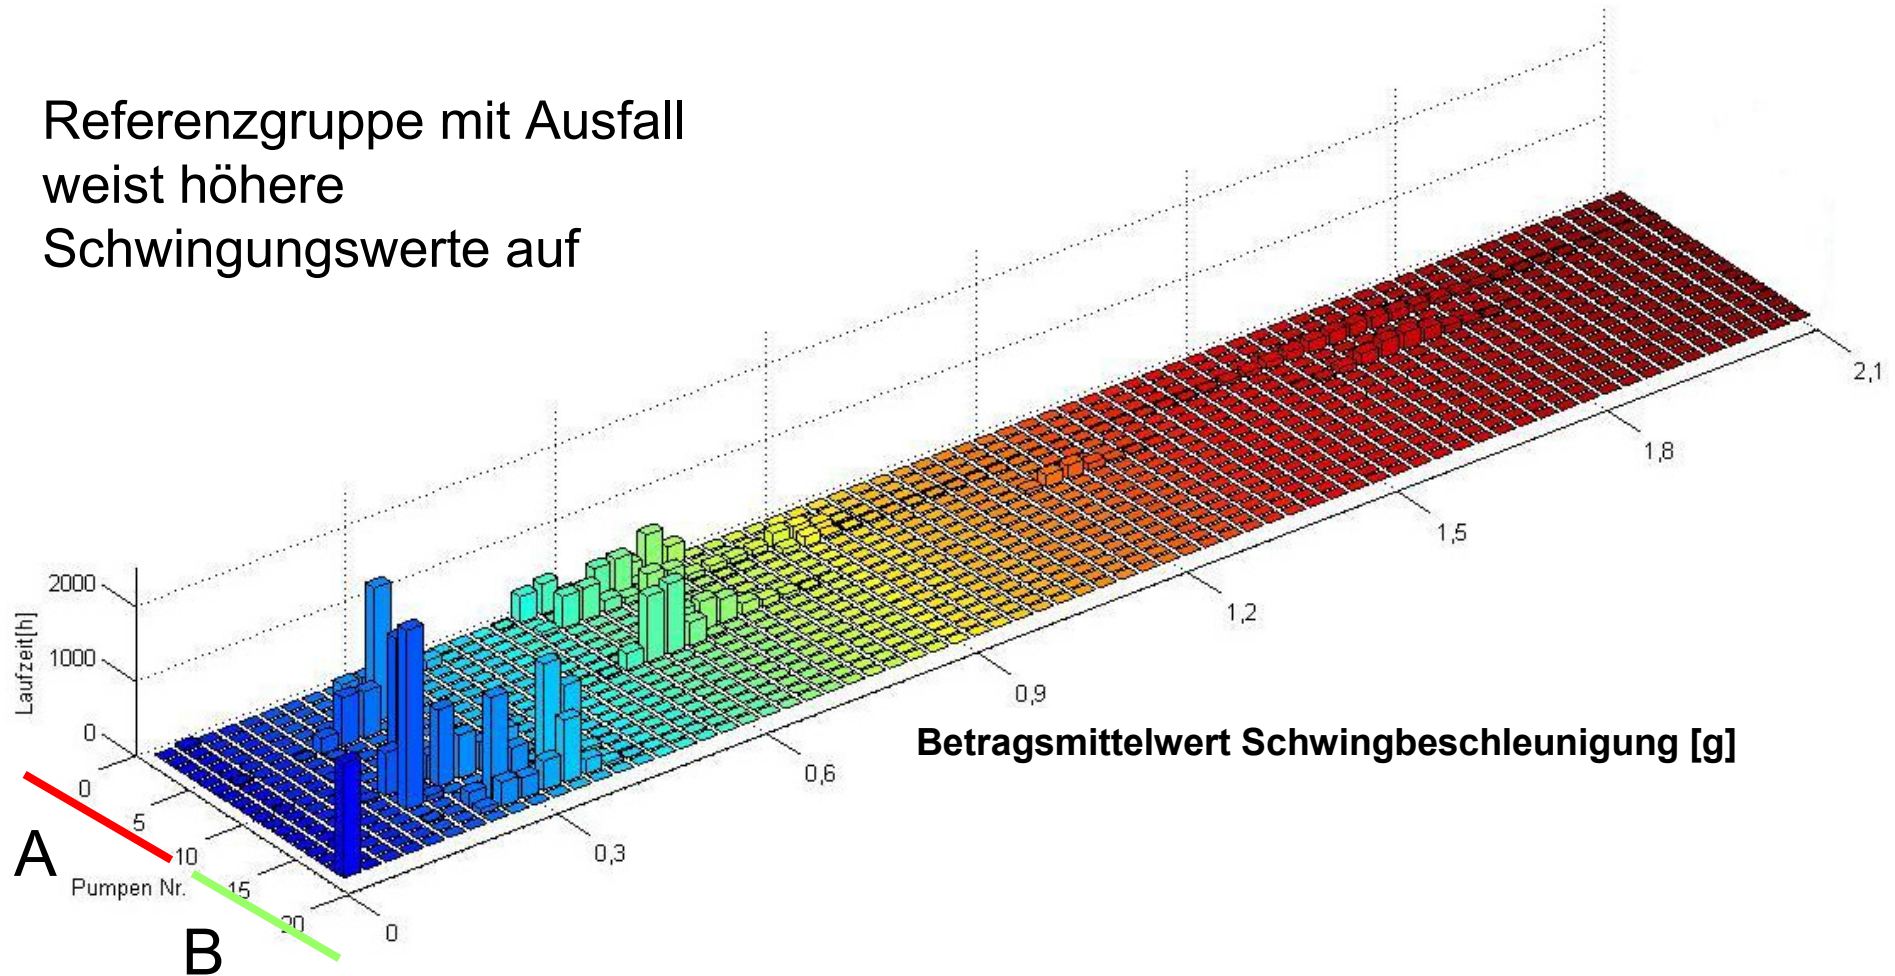 Referenzgruppe mit Ausfall
weist höhere
Schwingungswerte auf
2000
1000
0
Laufzeit[h]
0
5
10
15
20
Pumpen Nr.
A
B
0
0,3
0,6
0,9
1,2
1,5
1,8
2,1
Betragsmittelwert Schwingbeschleunigung [g]